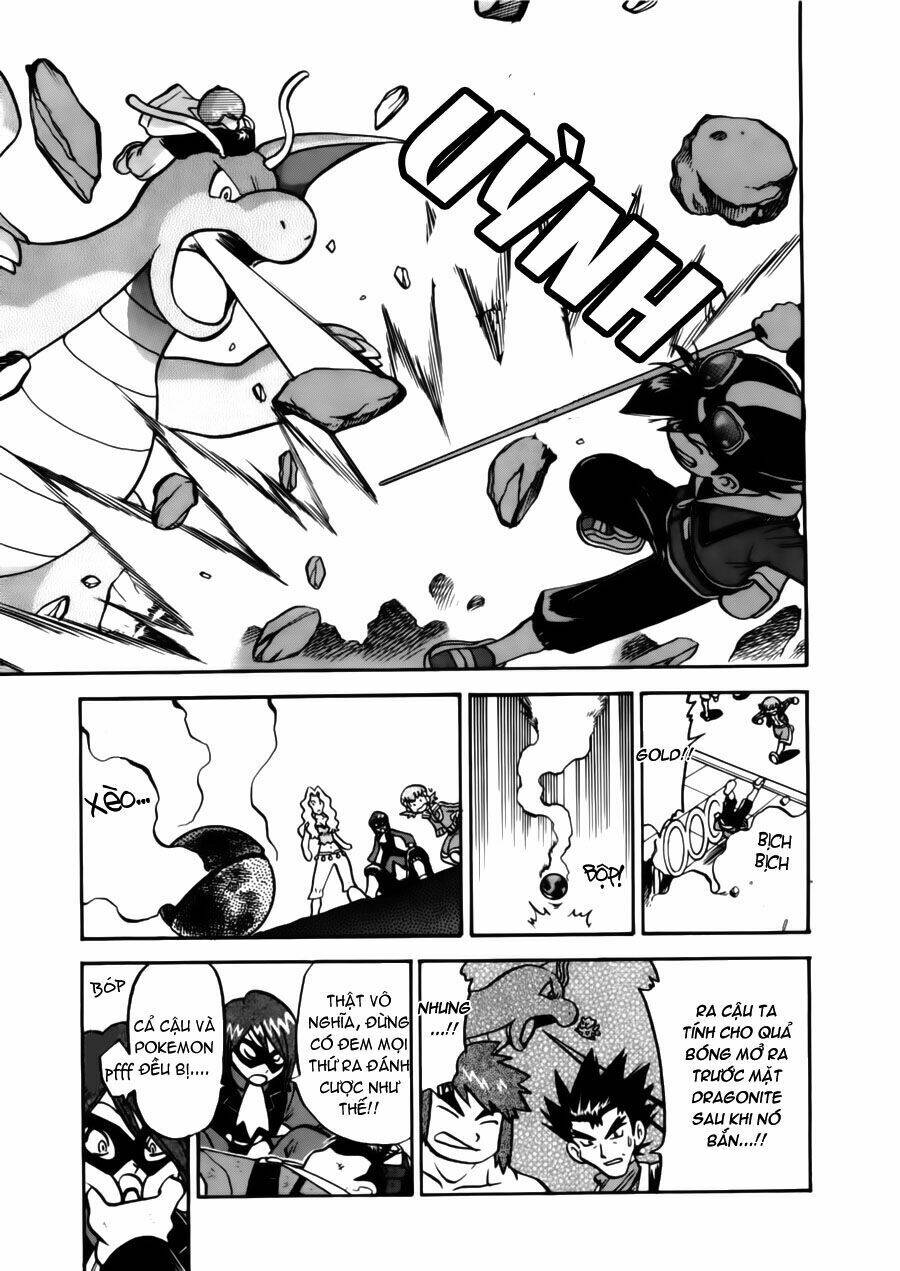 UỲNH
GOLD!!
BỊCH
BỊCH
BỘP!
XÈO...
RA CẬU TA
TÍNH CHO QUẢ
BÓNG MỞ RA
TRƯỚC MẶT
DRAGONITE
SAU KHI NÓ
BẮN...!!
NHƯNG
...!!
THẬT VÔ
NGHĨA, ĐỪNG
CÓ ĐEM MỌI
THỨ RA ĐÁNH
CƯỢC NHƯ
THẾ!!
CẢ CẬU VÀ
POKEMON
ĐỀU BỊ....
BÓP
Pfff